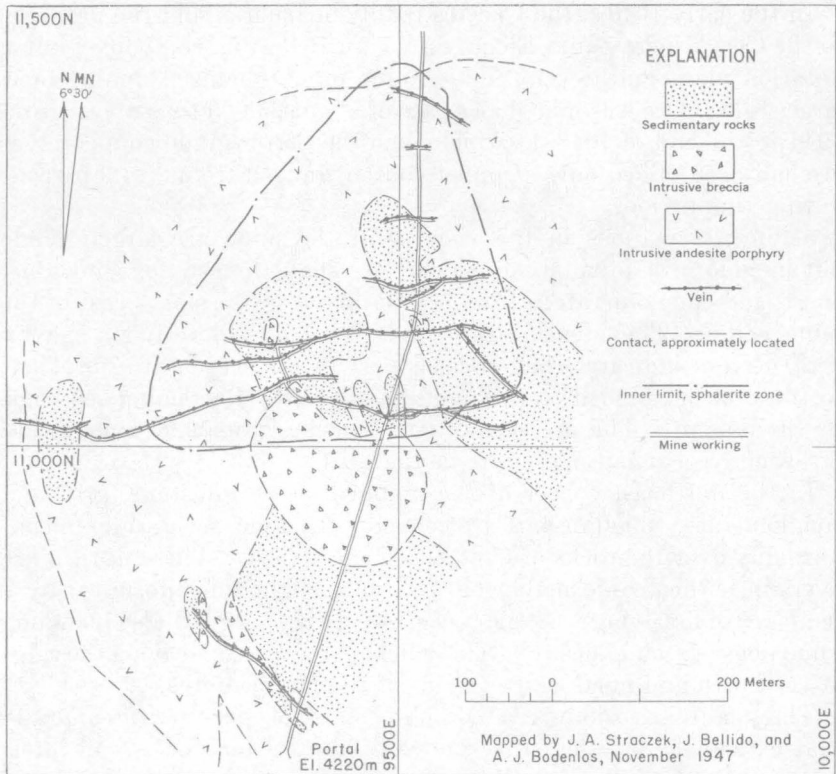 11,500N
N MN
6°30'
EXPLANATION
Sedimentary rocks
Intrusive breccia
Intrusive andesite porphyry
Vein
Contact, approximately located
Inner limit, sphalerite zone
Mine working
11,000N
100 0 200 Meters
Portal
El. 4220m
9500E
Mapped by J. A. Straczek, J. Bellido, and
A. J. Bodenlos, November 1947
10,000E